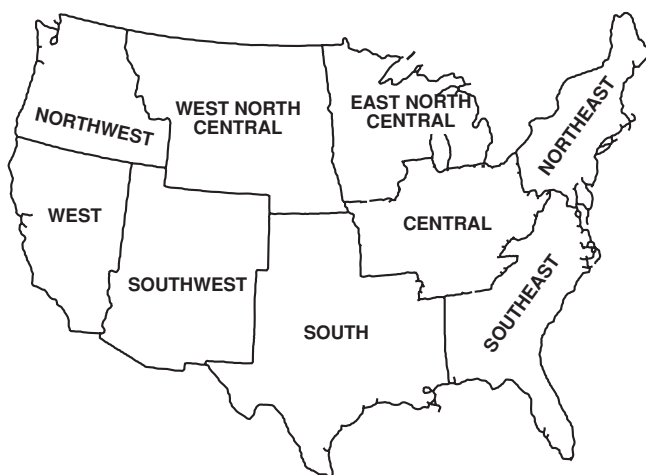 NORTHWEST
WEST NORTH
CENTRAL
EAST NORTH
CENTRAL
NORTHEAST
WEST
CENTRAL
SOUTHWEST
SOUTH
SOUTHEAST